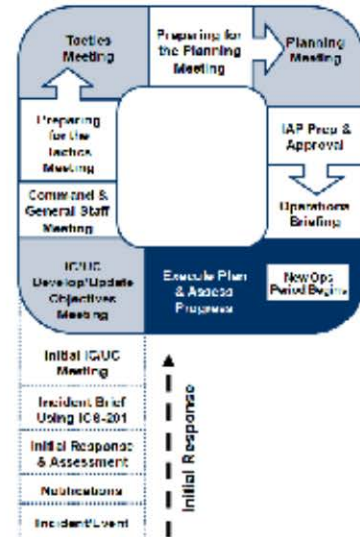 Tactics
Meeting
Preparing for
the Planning
Meeting
Planning
Meeting
Preparing
for the
Tactics
Meeting
IAP Prep &
Approval
Command &
General Staff
Meeting
Operations
Briefing
IC/UC
Develop/Update
Objectives
Meeting
Execute Plan
& Assess
Progress
New Ops
Period Begins
Initial IC/UC
Meeting
Incident Brief
Using ICS-201
Initial Response
& Assessment
Notifications
Incident/Event
Initial Response